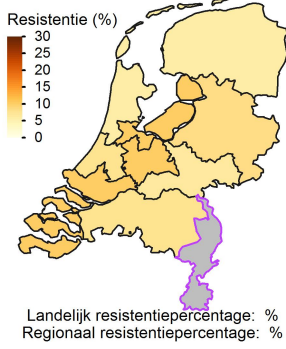 Resistentie (%)
30
25
20
15
10
5
0
Landelijk resistentiepercentage:  %
Regionaal resistentiepercentage:  %